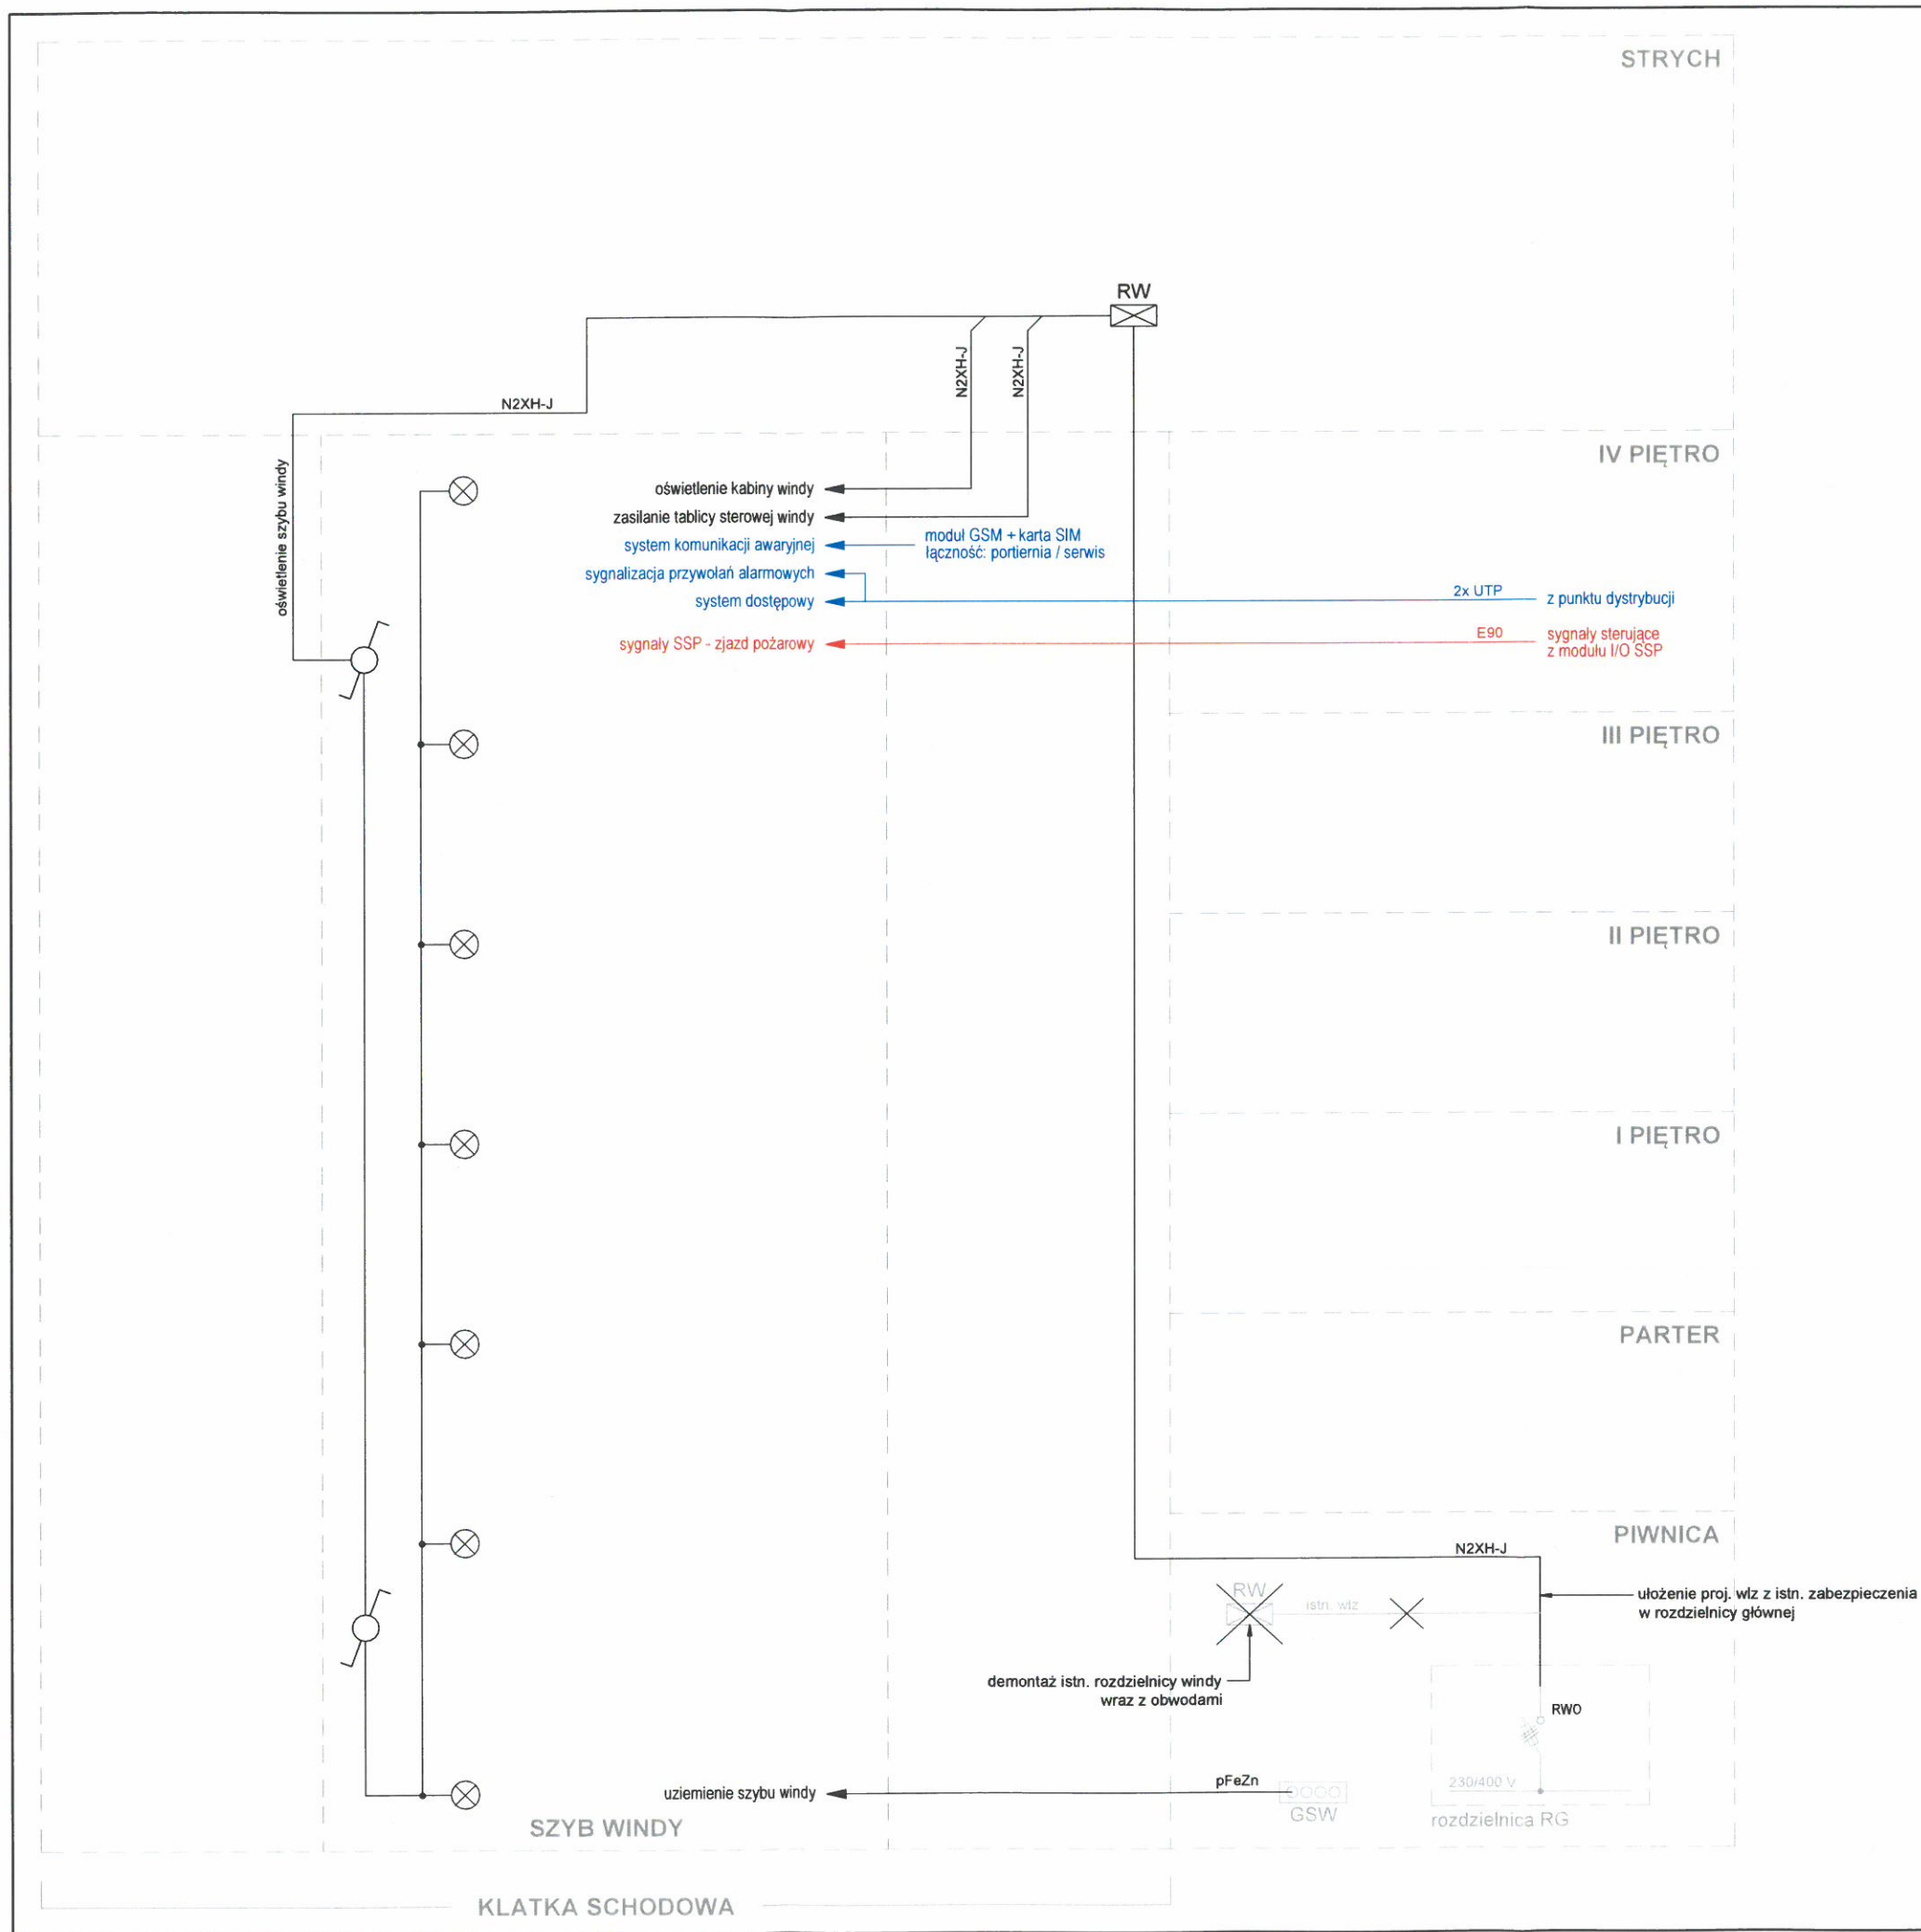 STRYCH
RW
N2XH-J
N2XH-J
N2XH-J
oświetlenie szybu windy
IV PIĘTRO
oświetlenie kabiny windy
zasilanie tablicy sterowej windy
system komunikacji awaryjnej
moduł GSM + karta SIM
łączność: portiernia / serwis
sygnalizacja przywołań alarmowych
system dostępowy
2x UTP
z punktu dystrybucji
sygnały SSP - zjazd pożarowy
E90
sygnały sterujące
z modułu I/O SSP
III PIĘTRO
II PIĘTRO
I PIĘTRO
PARTER
PIWNICA
N2XH-J
RW
istn. wlz
ułożenie proj. wlz z istn. zabezpieczenia
w rozdzielnicy głównej
demontaż istn. rozdzielnicy windy
wraz z obwodami
RWO
230/400 V
uziemienie szybu windy
pFeZn
GSW
rozdzielnica RG
SZYB WINDY
KLATKA SCHODOWA